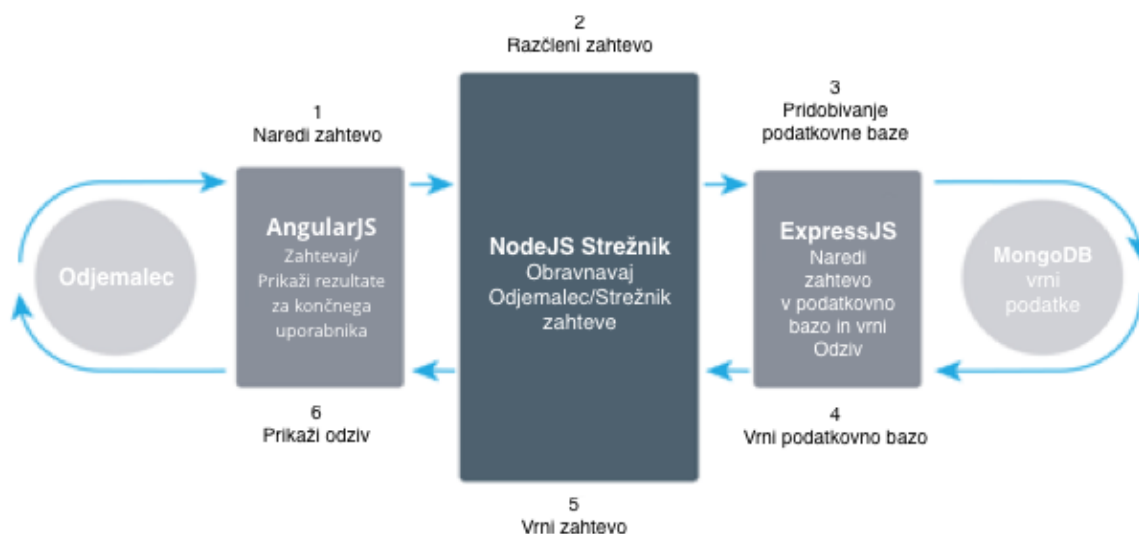 2
Razčleni zahtevo
1
Naredi zahtevo
3
Pridobivanje
podatkovne baze
Odjemalec
AngularJS
Zahtevaj/
Prikaži rezultate
za končnega
uporabnika
NodeJS Strežnik
Obravnavaj
Odjemalec/Strežnik
zahteve
ExpressJS
Naredi
zahtevo
v podatkovno
bazo in vrni
Odziv
MongoDB
vrni
podatke
6
Prikaži odziv
4
Vrni podatkovno bazo
5
Vrni zahtevo